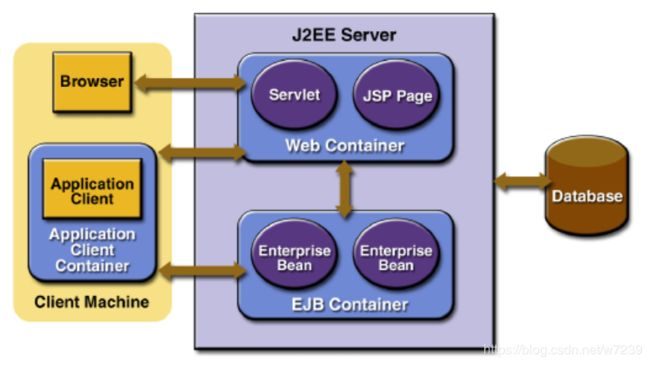 J2EE Server
Browser
Servlet
JSP Page
Web Container
Application
Client
Application
Client
Container
Client Machine
Enterprise
Bean
Enterprise
Bean
EJB Container
Database
https://blog.csdn.net/w7239